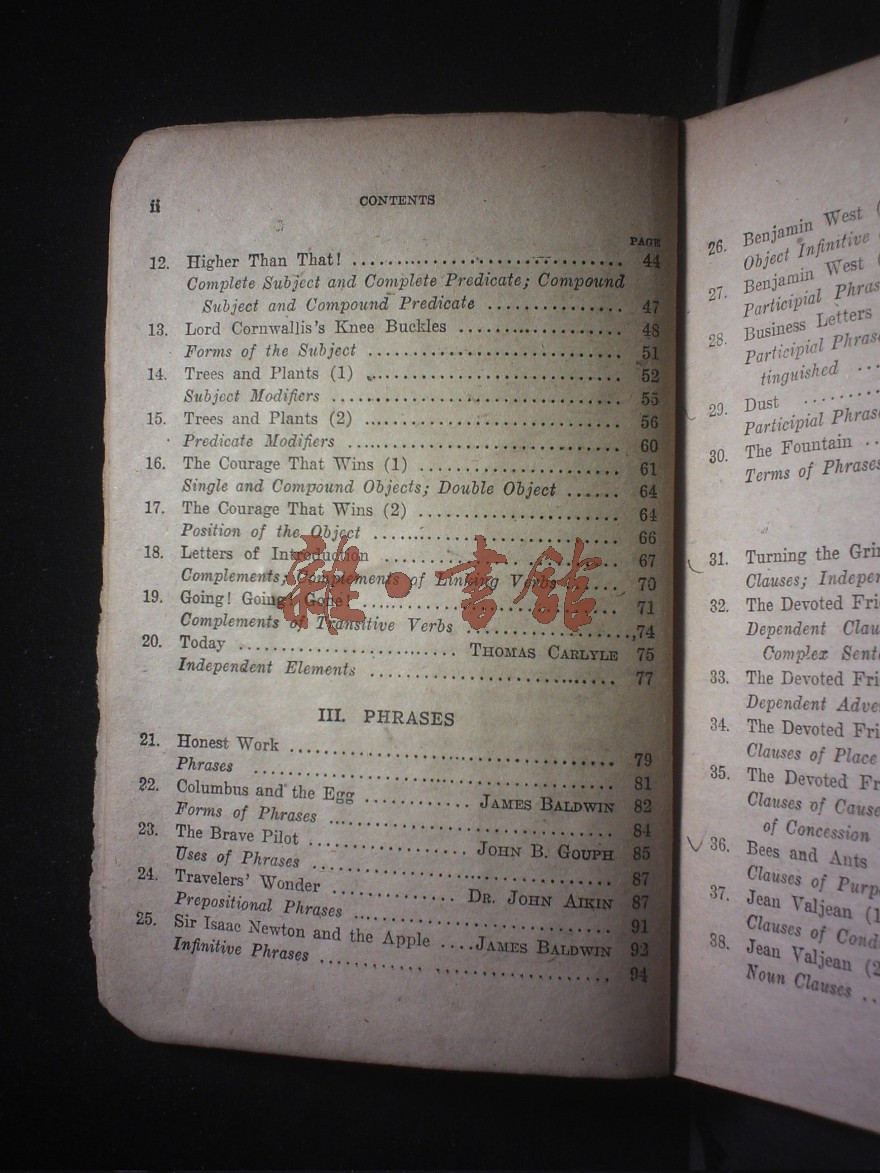 ii CONTENTS
PAGE
12. Higher Than That! 44
Complete Subject and Complete Predicate; Compound
Subject and Compound Predicate 47
13. Lord Cornwallis's Knee Buckles 48
Forms of the Subject 51
14. Trees and Plants (1) 52
Subject Modifiers 55
15. Trees and Plants (2) 56
Predicate Modifiers 60
16. The Courage That Wins (1) 61
Single and Compound Objects; Double Object 64
17. The Courage That Wins (2) 64
Position of the Object 66
18. Letters of Introduction 67
Complements; Complements of Linking Verbs 70
19. Going! Going! Gone! 71
Complements of Transitive Verbs 74
20. Today THOMAS CARLYLE 75
Independent Elements 77
III. PHRASES
21. Honest Work 79
Phrases 81
22. Columbus and the Egg JAMES BALDWIN 82
Forms of Phrases 84
23. The Brave Pilot JOHN B. GOUPH 85
Uses of Phrases 87
24. Travelers' Wonder DR. JOHN AIKIN 87
Prepositional Phrases 91
25. Sir Isaac Newton and the Apple JAMES BALDWIN 92
Infinitive Phrases 94
雜·書館
26. Benjamin West (
Object Infinitive
27. Benjamin West (
Participial Phras
28. Business Letters
Participial Phras
tinguished
29. Dust
Participial Phras
30. The Fountain
Terms of Phrases
31. Turning the Grin
Clauses; Indepen
32. The Devoted Fri
Dependent Clau
Complex Sent
33. The Devoted Fri
Dependent Adve
34. The Devoted Fri
Clauses of Place
35. The Devoted Fr
Clauses of Cause
of Concession
36. Bees and Ants
Clauses of Purp
37. Jean Valjean (1
Clauses of Cond
38. Jean Valjean (2
Noun Clauses